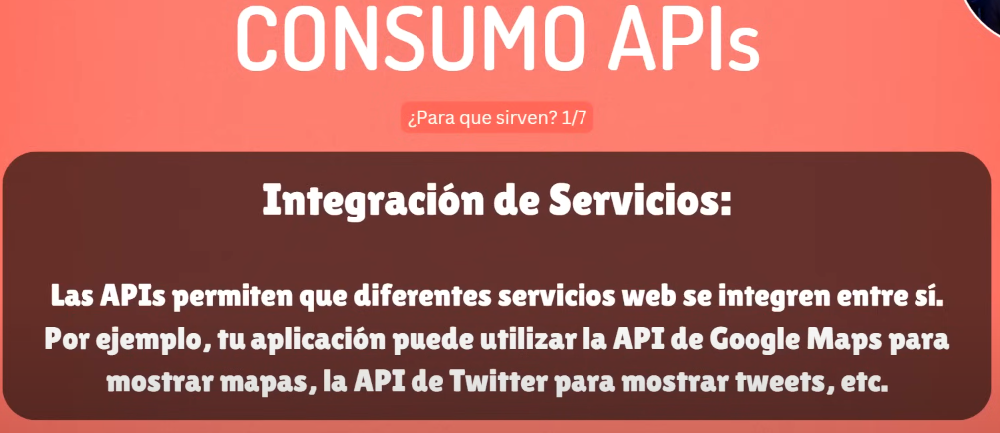 CONSUMO APIs
¿Para que sirven? 1/7
Integración de Servicios:
Las APIs permiten que diferentes servicios web se integren entre sí.
Por ejemplo, tu aplicación puede utilizar la API de Google Maps para
mostrar mapas, la API de Twitter para mostrar tweets, etc.